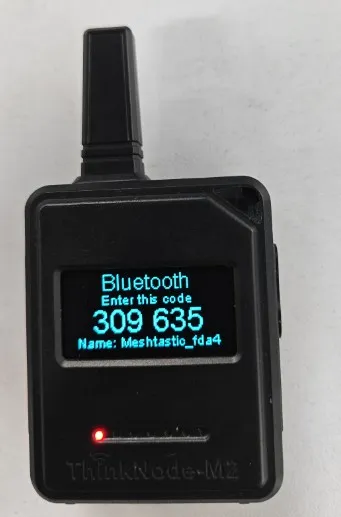 Bluetooth
Enter this code
309 635
Name: Meshtastic_fda4
ThinkNode-M2